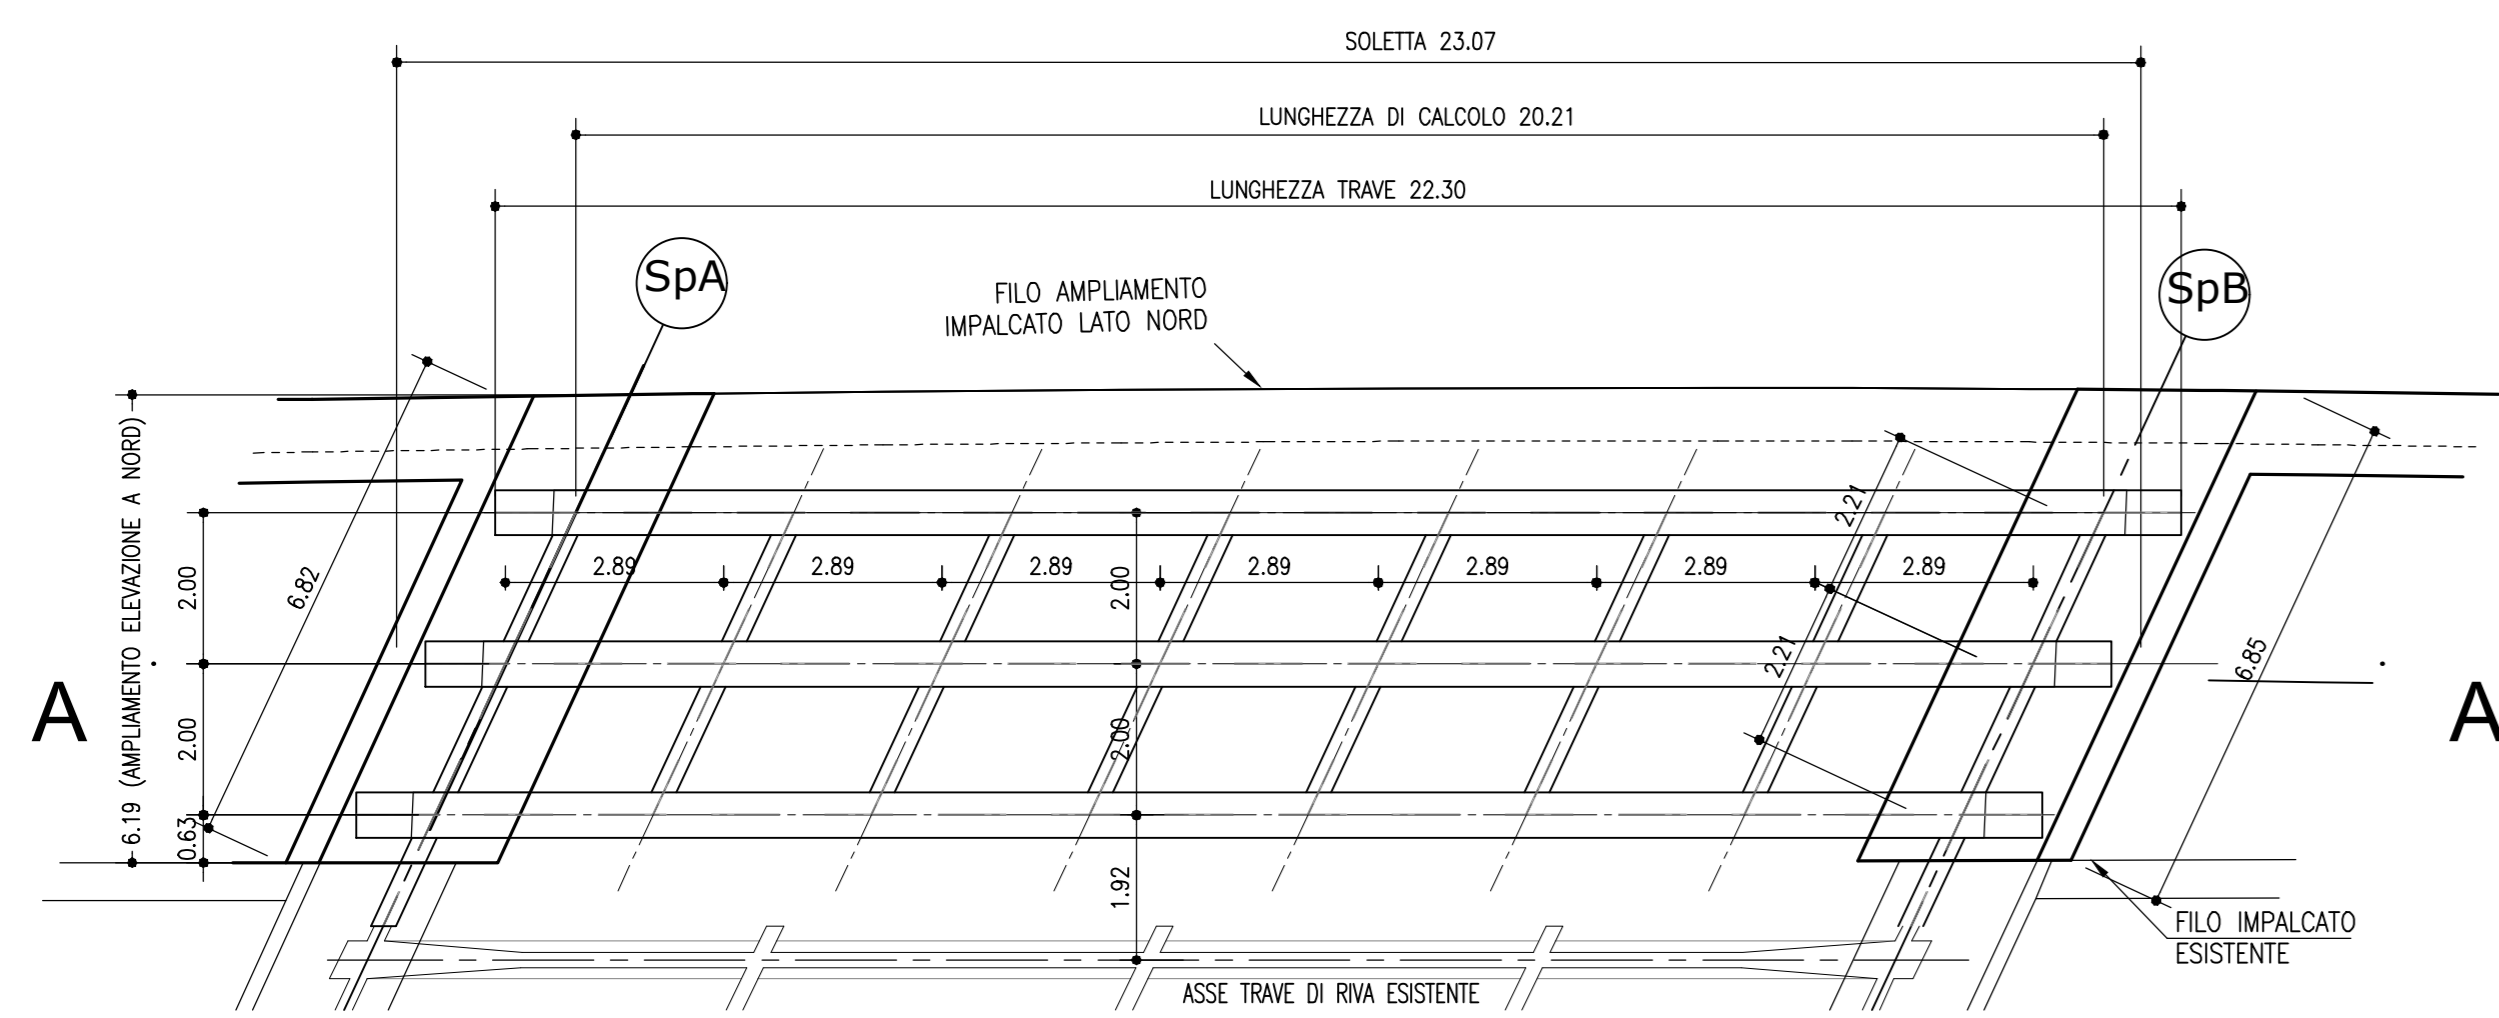 SOLETTA 23.07
LUNGHEZZA DI CALCOLO 20.21
LUNGHEZZA TRAVE 22.30
SpA
SpB
FILO AMPLIAMENTO
IMPALCATO LATO NORD
6.19 (AMPLIAMENTO ELEVAZIONE A NORD)
6.82
2.21
2.00
2.89
2.89
2.89
2.00
2.89
2.89
2.89
2.89
2.21
6.85
A
2.00
2.00
A
0.63
1.92
FILO IMPALCATO
ESISTENTE
ASSE TRAVE DI RIVA ESISTENTE